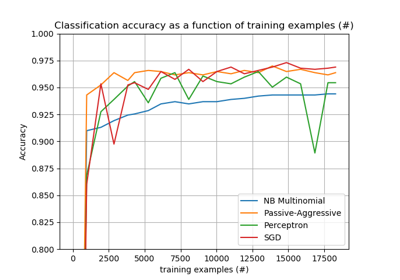 Classification accuracy as a function of training examples (#)
1.000
0.975
0.950
0.925
0.900
0.875
0.850
0.825
0.800
Accuracy
NB Multinomial
Passive-Aggressive
Perceptron
SGD
0 2500 5000 7500 10000 12500 15000 17500
training examples (#)